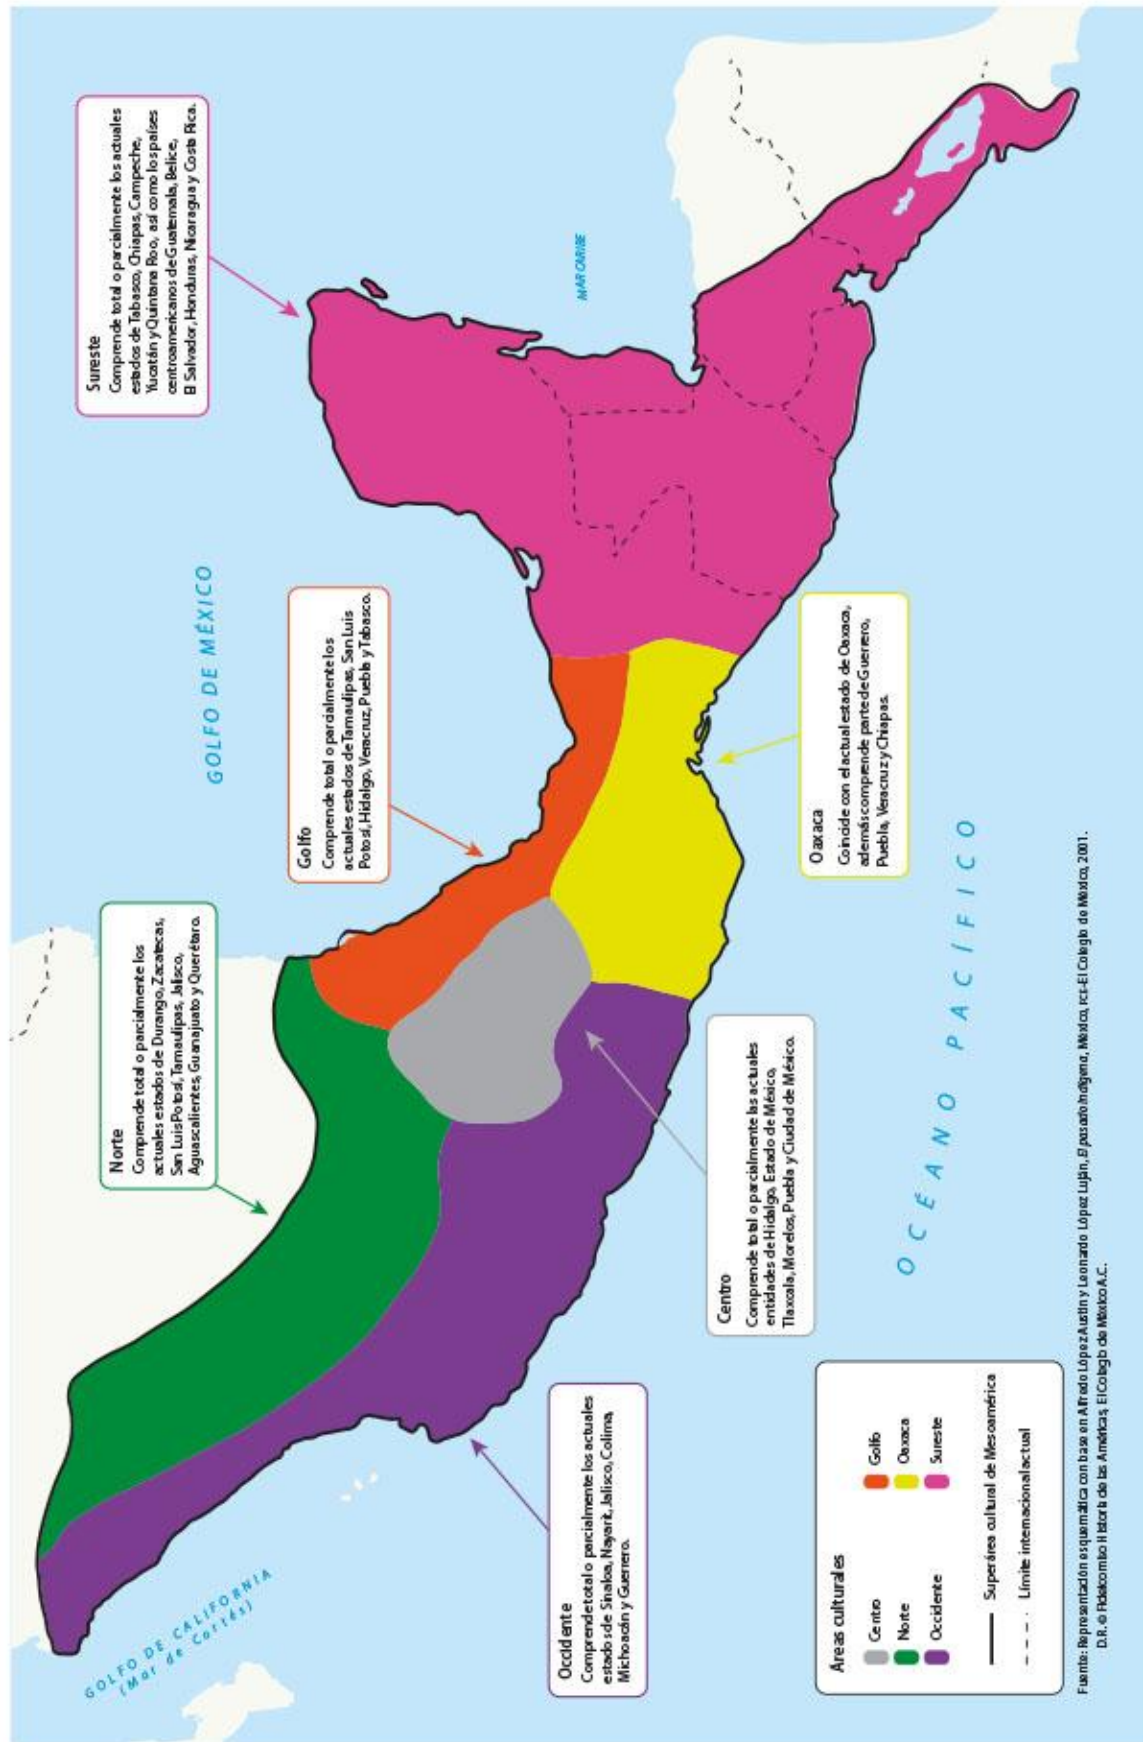 Norte
Comprende total o parcialmente los
actuales estados de Durango, Zacatecas,
San Luis Potosí, Tamaulipas, Jalisco,
Aguascalientes, Guanajuato y Querétaro.
GOLFO DE MÉXICO
Sureste
Comprende total o parcialmente los actuales
estados de Tabasco, Chiapas, Campeche,
Yucatán y Quintana Roo, así como los países
centroamericanos de Guatemala, Belice,
El Salvador, Honduras, Nicaragua y Costa Rica.
GOLFO DE CALIFORNIA
(Mar de Cortés)
Golfo
Comprende total o parcialmente los
actuales estados de Tamaulipas, San Luis
Potosí, Hidalgo, Veracruz, Puebla y Tabasco.
MAR CARIBE
Occidente
Comprende total o parcialmente los actuales
estados de Sinaloa, Nayarit, Jalisco, Colima,
Michoacán y Guerrero.
Centro
Comprende total o parcialmente las actuales
entidades de Hidalgo, Estado de México,
Tlaxcala, Morelos, Puebla y Ciudad de México.
Oaxaca
Coincide con el actual estado de Oaxaca,
además comprende parte de Guerrero,
Puebla, Veracruz y Chiapas.
OCÉANO PACÍFICO
Áreas culturales
Centro
Norte
Occidente
Golfo
Oaxaca
Sureste
Superárea cultural de Mesoamérica
Límite internacional actual
Fuente: Representación esquemática con base en Alfredo López Austin y Leonardo López Luján, El pasado indígena, México, FCE-El Colegio de México, 2001.
D.R. © Fideicomiso Historia de las Américas, El Colegio de México A.C.